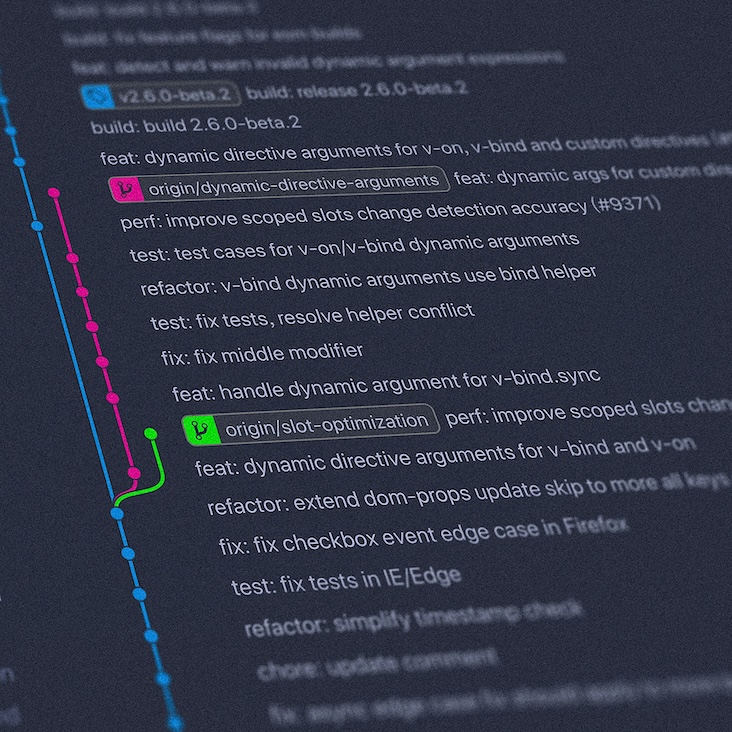 build: build 2.6.0-beta.3
build: fix feature flags for esm builds
feat: detect and warn invalid dynamic argument expressions
v2.6.0-beta.2 build: release 2.6.0-beta.2
build: build 2.6.0-beta.2
feat: dynamic directive arguments for v-on, v-bind and custom directives
origin/dynamic-directive-arguments feat: dynamic args for custom
perf: improve scoped slots change detection accuracy (#9371)
test: test cases for v-on/v-bind dynamic arguments
refactor: v-bind dynamic arguments use bind helper
test: fix tests, resolve helper conflict
fix: fix middle modifier
feat: handle dynamic argument for v-bind.sync
origin/slot-optimization perf: improve scoped slots
feat: dynamic directive arguments for v-bind and v-on
refactor: extend dom-props update skip to more all keys
fix: fix checkbox event edge case in Firefox
test: fix tests in IE/Edge
refactor: simplify timestamp check
chore: update comment
fix: async edge case fix should apply to more